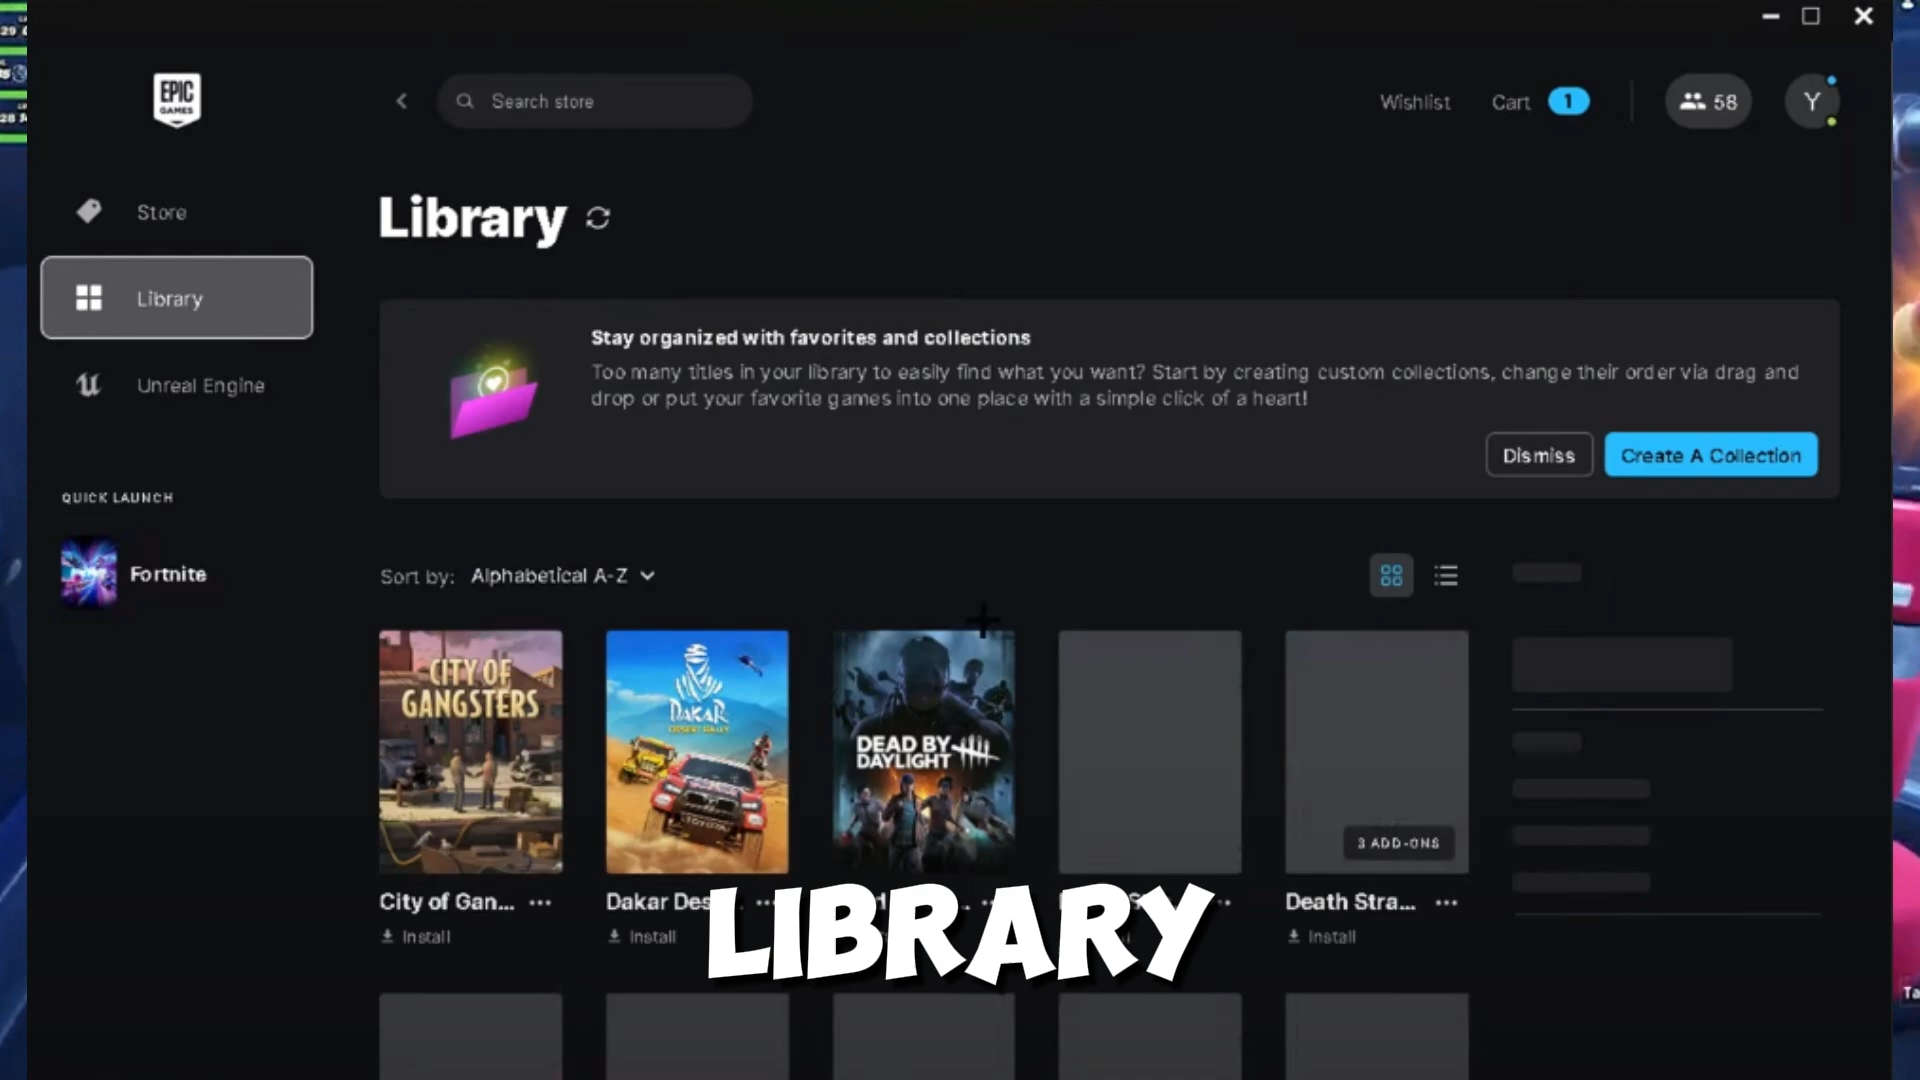 EPIC
GAMES
Search store
Wishlist
Cart
1
58
Y
Store
Library
Library
Unreal Engine
Stay organized with favorites and collections
Too many titles in your library to easily find what you want? Start by creating custom collections, change their order via drag and
drop or put your favorite games into one place with a simple click of a heart!
Dismiss
Create A Collection
QUICK LAUNCH
Fortnite
Sort by: Alphabetical A-Z
CITY OF
GANGSTERS
DAKAR
DESERT RALLY
DEAD BY
DAYLIGHT
3 ADD-ONS
City of Gan...
Dakar Des
Death Stra...
Install
Install
Install
LIBRARY